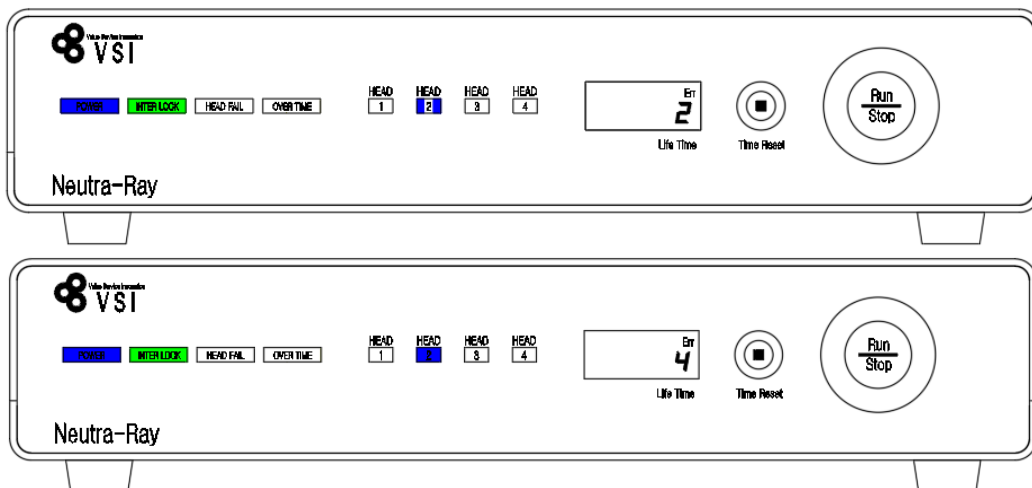 VSI
HEAD HEAD HEAD HEAD
POWER INTER LOCK HEAD FAIL OVER TIME 1 2 3 4
Err
2
Run
Stop
Life Time Time Reset
Neutra-Ray
VSI
HEAD HEAD HEAD HEAD
POWER INTER LOCK HEAD FAIL OVER TIME 1 2 3 4
Err
4
Run
Stop
Life Time Time Reset
Neutra-Ray